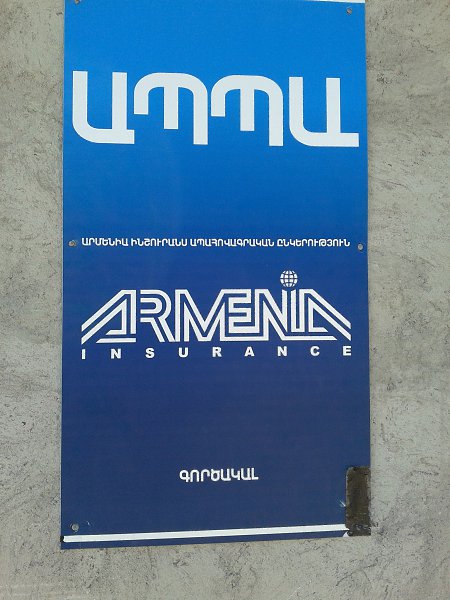 ԱՊՊԱ
ԱՐՄԵՆԻԱ ԻՆՇՈՒՐԱՆՍ ԱՊԱՀՈՎԱԳՐԱԿԱՆ ԸՆԿԵՐՈՒԹՅՈՒՆ
ARMENIA
INSURANCE
ԳՈՐԾԱԿԱԼ